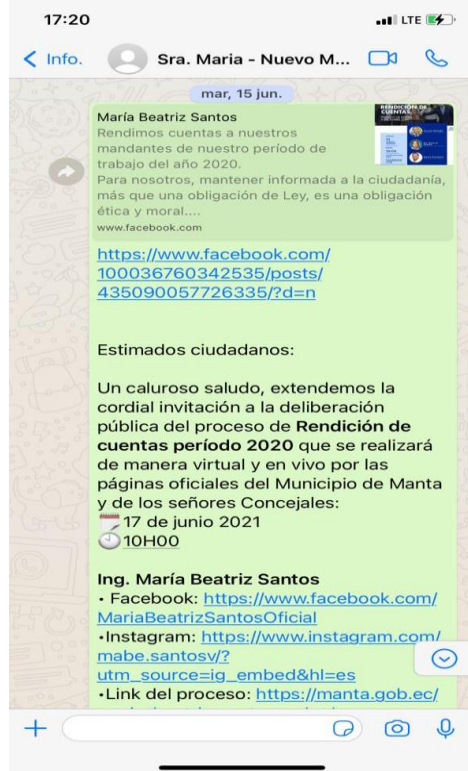 17:20
LTE
Info.
Sra. Maria - Nuevo M...
mar, 15 jun.
María Beatriz Santos
Rendimos cuentas a nuestros
mandantes de nuestro período de
trabajo del año 2020.
Para nosotros, mantener informada a la ciudadanía,
más que una obligación de Ley, es una obligación
ética y moral....
www.facebook.com
RENDICIÓN DE
CUENTAS
https://www.facebook.com/
100036760342535/posts/
435090057726335/?d=n
Estimados ciudadanos:
Un caluroso saludo, extendemos la
cordial invitación a la deliberación
pública del proceso de Rendición de
cuentas período 2020 que se realizará
de manera virtual y en vivo por las
páginas oficiales del Municipio de Manta
y de los señores Concejales:
17 de junio 2021
10H00
Ing. María Beatriz Santos
• Facebook: https://www.facebook.com/
MariaBeatrizSantosOficial
•Instagram: https://www.instagram.com/
mabe.santosv/?
utm_source=ig_embed&hl=es
•Link del proceso: https://manta.gob.ec/